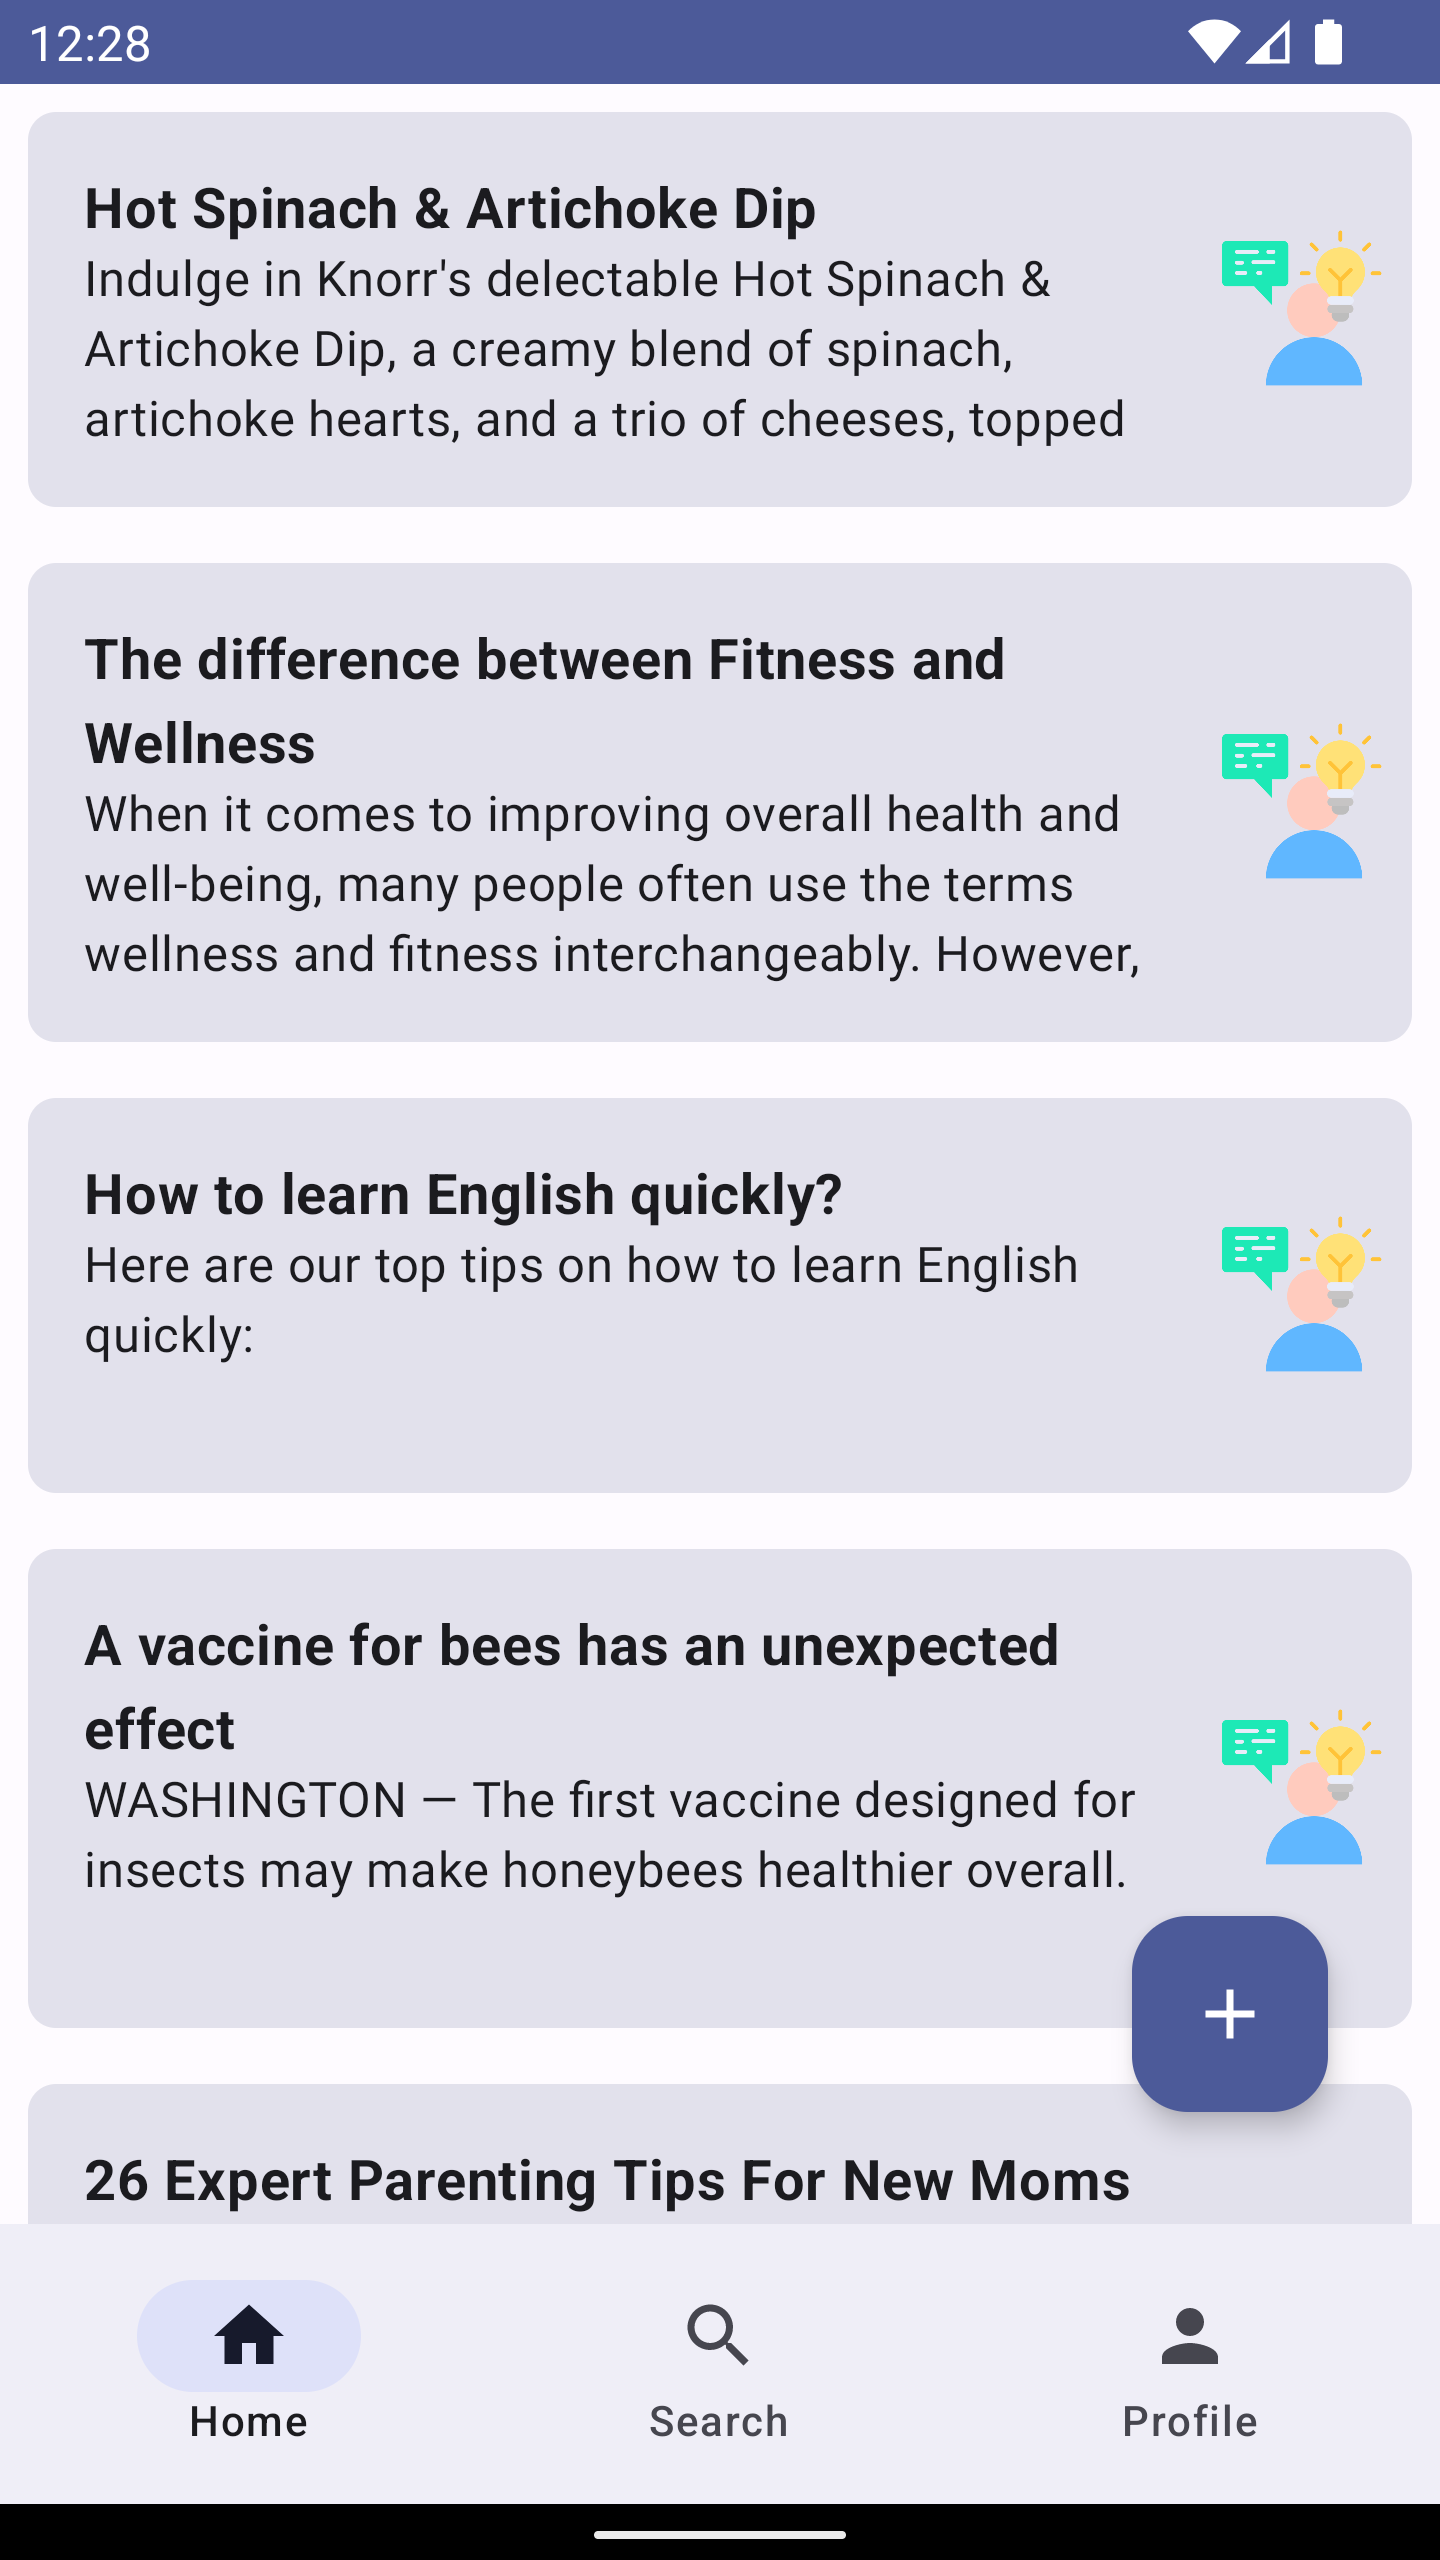 12:28
Hot Spinach & Artichoke Dip
Indulge in Knorr's delectable Hot Spinach &
Artichoke Dip, a creamy blend of spinach,
artichoke hearts, and a trio of cheeses, topped
The difference between Fitness and
Wellness
When it comes to improving overall health and
well-being, many people often use the terms
wellness and fitness interchangeably. However,
How to learn English quickly?
Here are our top tips on how to learn English
quickly:
A vaccine for bees has an unexpected
effect
WASHINGTON — The first vaccine designed for
insects may make honeybees healthier overall.
26 Expert Parenting Tips For New Moms
Home
Search
Profile